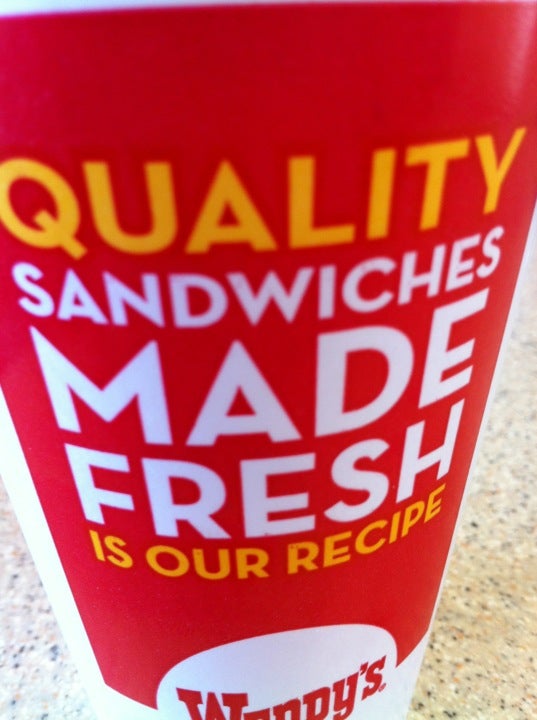 QUALITY
SANDWICHES
MADE
FRESH
IS OUR RECIPE
WENDY'S